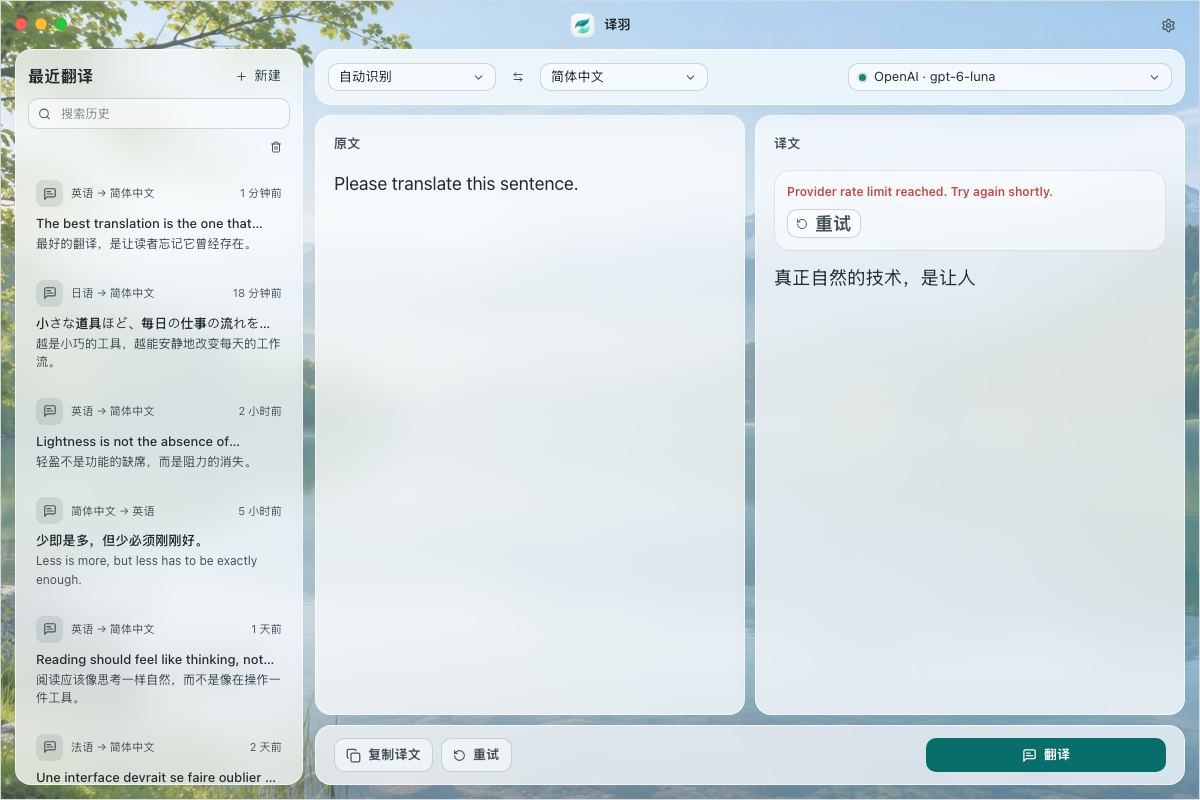 译羽
最近翻译
新建
搜索历史
英语 → 简体中文 1 分钟前
The best translation is the one that...
最好的翻译，是让读者忘记它曾经存在。
日语 → 简体中文 18 分钟前
小さな道具ほど、毎日の仕事の流れを...
越是小巧的工具，越能安静地改变每天的工作
流。
英语 → 简体中文 2 小时前
Lightness is not the absence of...
轻盈不是功能的缺席，而是阻力的消失。
简体中文 → 英语 5 小时前
少即是多，但少必须刚刚好。
Less is more, but less has to be exactly
enough.
英语 → 简体中文 1 天前
Reading should feel like thinking, not...
阅读应该像思考一样自然，而不是像在操作一
件工具。
法语 → 简体中文 2 天前
Une interface devrait se faire oublier ...
自动识别
简体中文
OpenAI · gpt-6-luna
原文
Please translate this sentence.
译文
Provider rate limit reached. Try again shortly.
重试
真正自然的技术，是让人
复制译文
重试
翻译